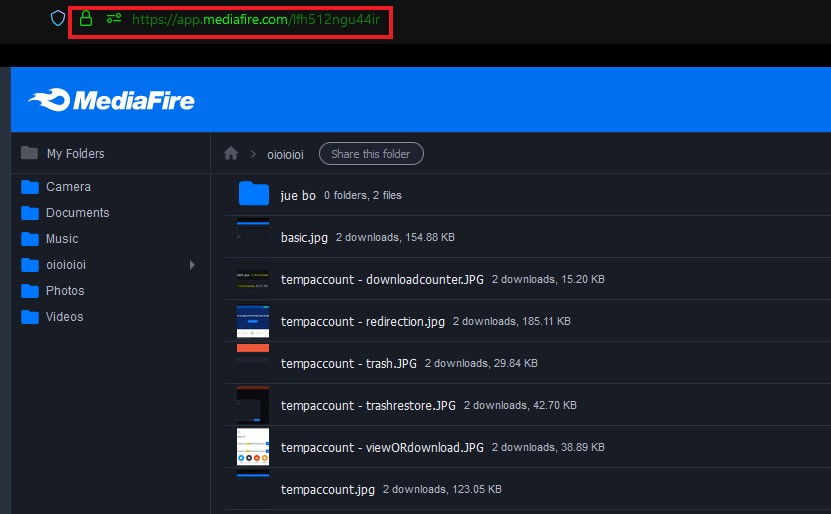 https://app.mediafire.com/lfh512ngu44ir
MediaFire
My Folders
oioioioi
Share this folder
Camera
Documents
Music
oioioioi
Photos
Videos
jue bo 0 folders, 2 files
basic.jpg 2 downloads, 154.88 KB
tempaccount - downloadcounter.JPG 2 downloads, 15.20 KB
tempaccount - redirection.jpg 2 downloads, 185.11 KB
tempaccount - trash.JPG 2 downloads, 29.84 KB
tempaccount - trashrestore.JPG 2 downloads, 42.70 KB
tempaccount - viewORdownload.JPG 2 downloads, 38.89 KB
tempaccount.jpg 2 downloads, 123.05 KB